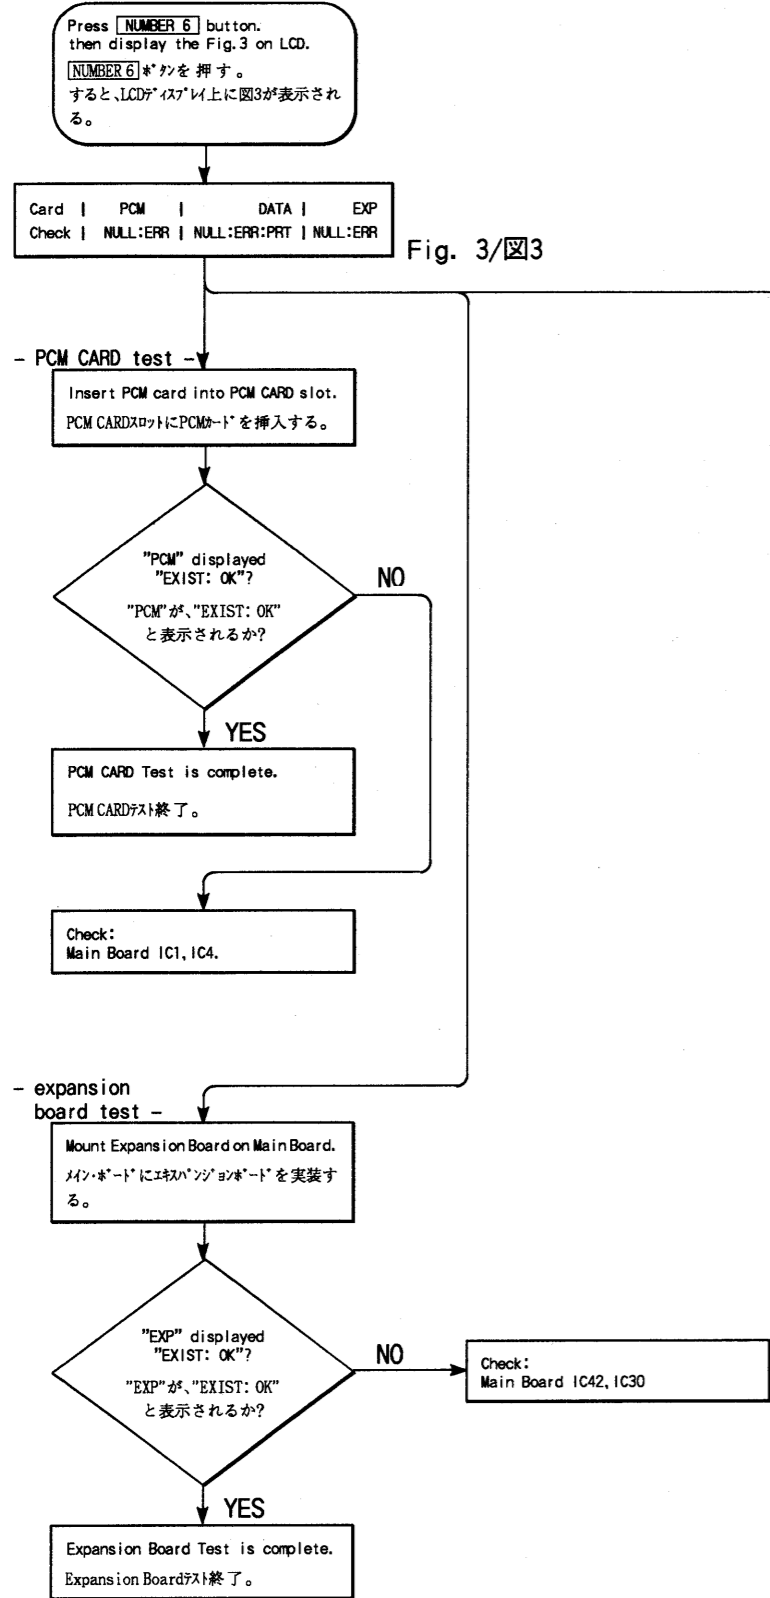 Press NUMBER 6 button.
then display the Fig.3 on LCD.
NUMBER 6 ﾎﾞﾀﾝを押す。
すると、LCDﾃﾞｨｽﾌﾟﾚｲ上に図3が表示され
る。
Card | PCM | DATA | EXP
Check | NULL:ERR | NULL:ERR:PRT | NULL:ERR
Fig. 3/図3
– PCM CARD test –
Insert PCM card into PCM CARD slot.
PCM CARDｽﾛｯﾄにPCMｶｰﾄﾞを挿入する。
"PCM" displayed
"EXIST: OK"?
"PCM"が、"EXIST: OK"
と表示されるか?
NO
YES
PCM CARD Test is complete.
PCM CARDﾃｽﾄ終了。
Check:
Main Board IC1, IC4.
– expansion
board test –
Mount Expansion Board on Main Board.
ﾒｲﾝ・ﾎﾞｰﾄﾞにｴｷｽﾊﾟﾝｼﾞｮﾝﾎﾞｰﾄﾞを実装す
る。
"EXP" displayed
"EXIST: OK"?
"EXP"が、"EXIST: OK"
と表示されるか?
NO
Check:
Main Board IC42, IC30
YES
Expansion Board Test is complete.
Expansion Boardﾃｽﾄ終了。